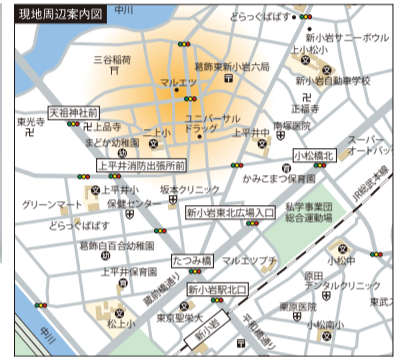 現地周辺案内図
中川
どらっぐぱぱす
新小岩サニーボウル
上小松小
三谷稲荷
葛飾東新小岩六局
マルエツ
新小岩自動車学校
天祖神社前
ユニバーサル
ドラッグ
正福寺
東光寺
上品寺
二上小
上平井中
南塚医院
まどか幼稚園
小松橋北
スーパー
オートバッ
上平井消防出張所前
かみこまつ保育園
JR総武本線
上平井小
坂本クリニック
グリーンマート
保健センター
新小岩東北広場入口
私学事業団
総合運動場
どらっぐぱぱす
葛飾白百合幼稚園
たつみ橋
マルエツプチ
小松中
上平井保育園
蔵前橋通り
新小岩駅北口
原田
デンタルクリニック
東武ス
栗原医院
松上小
東京聖栄大
新小岩
平和橋通り
小松南小
中川